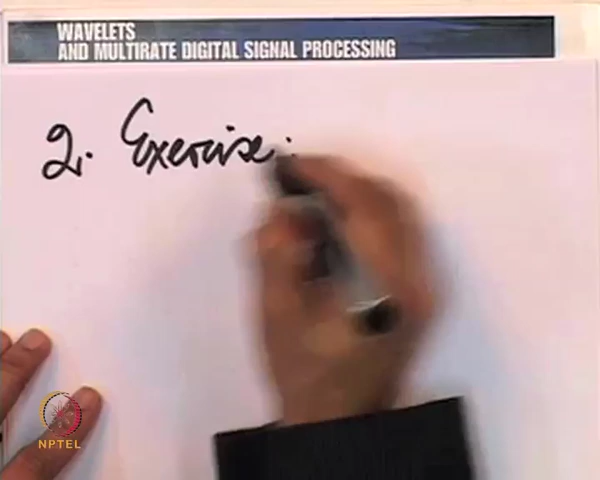 WAVELETS
AND MULTIRATE DIGITAL SIGNAL PROCESSING
2. Exercise:
NPTEL